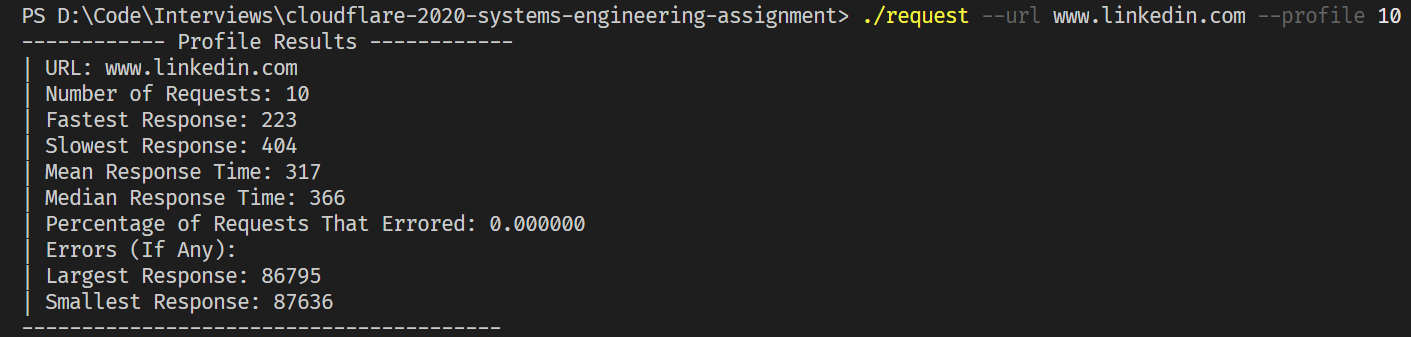 PS D:\Code\Interviews\cloudflare-2020-systems-engineering-assignment> ./request --url www.linkedin.com --profile 10
------------ Profile Results ------------
| URL: www.linkedin.com
| Number of Requests: 10
| Fastest Response: 223
| Slowest Response: 404
| Mean Response Time: 317
| Median Response Time: 366
| Percentage of Requests That Errored: 0.000000
| Errors (If Any):
| Largest Response: 86795
| Smallest Response: 87636
----------------------------------------